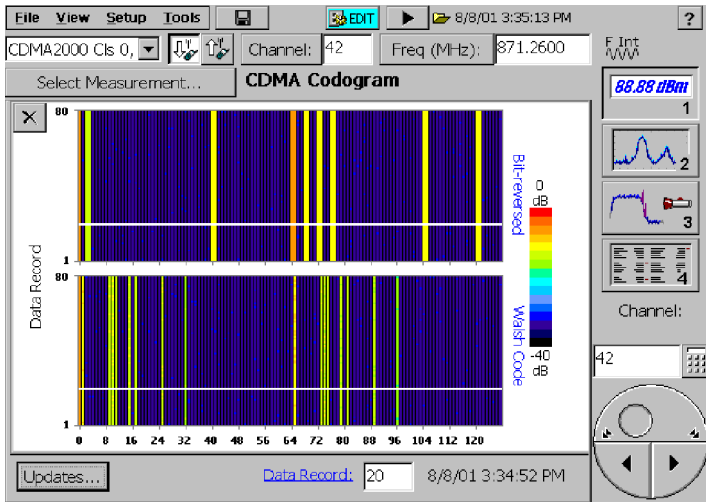 File View Setup Tools EDIT 8/8/01 3:35:13 PM ?
CDMA2000 Cls 0, Channel: 42 Freq (MHz): 871.2600 F Int
Select Measurement... CDMA Codogram
88.88 dBm
1
2
3
4
Channel:
42
80
1
Bit-reversed
Data Record
80
1
Walsh Code
0
dB
-40
dB
0 8 16 24 32 40 48 56 64 72 80 88 96 104 112 120
Updates... Data Record: 20 8/8/01 3:34:52 PM